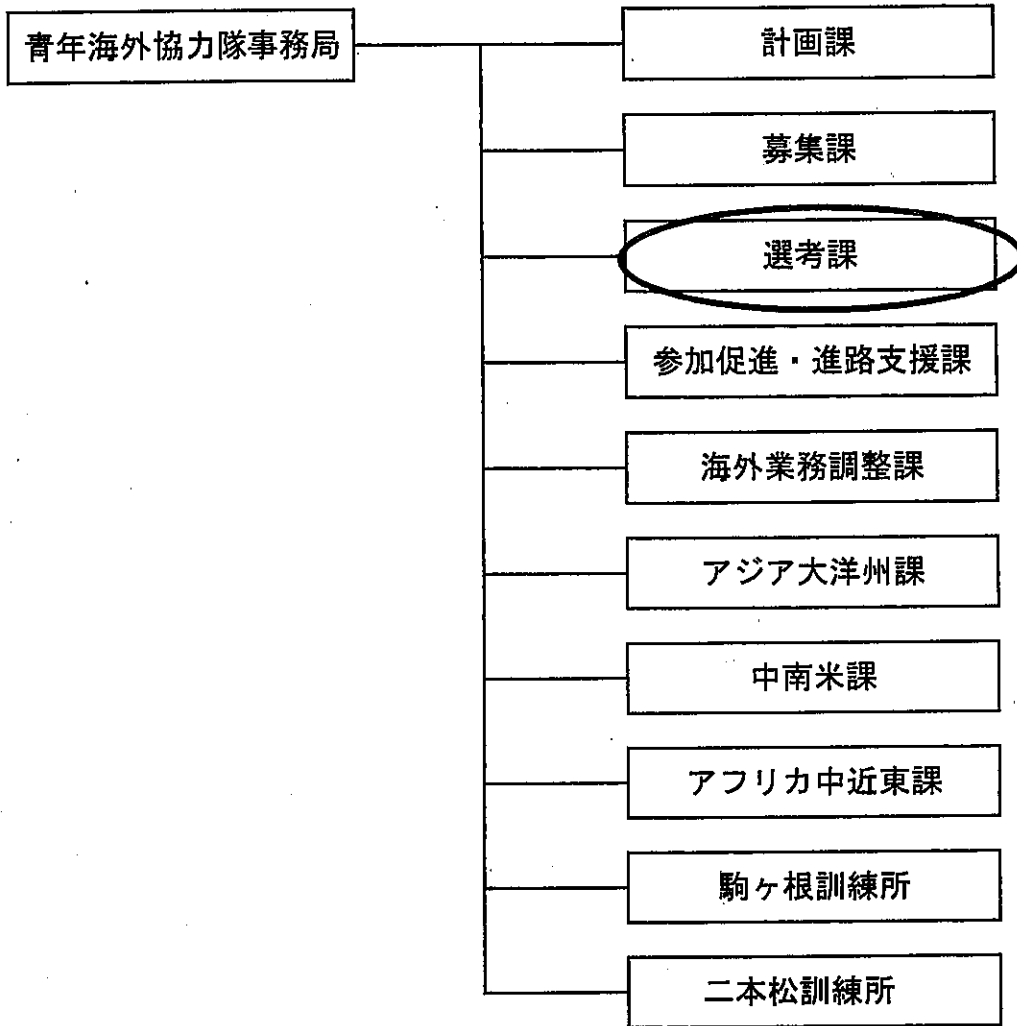 青年海外協力隊事務局
計画課
募集課
選考課
参加促進・進路支援課
海外業務調整課
アジア大洋州課
中南米課
アフリカ中近東課
駒ヶ根訓練所
二本松訓練所